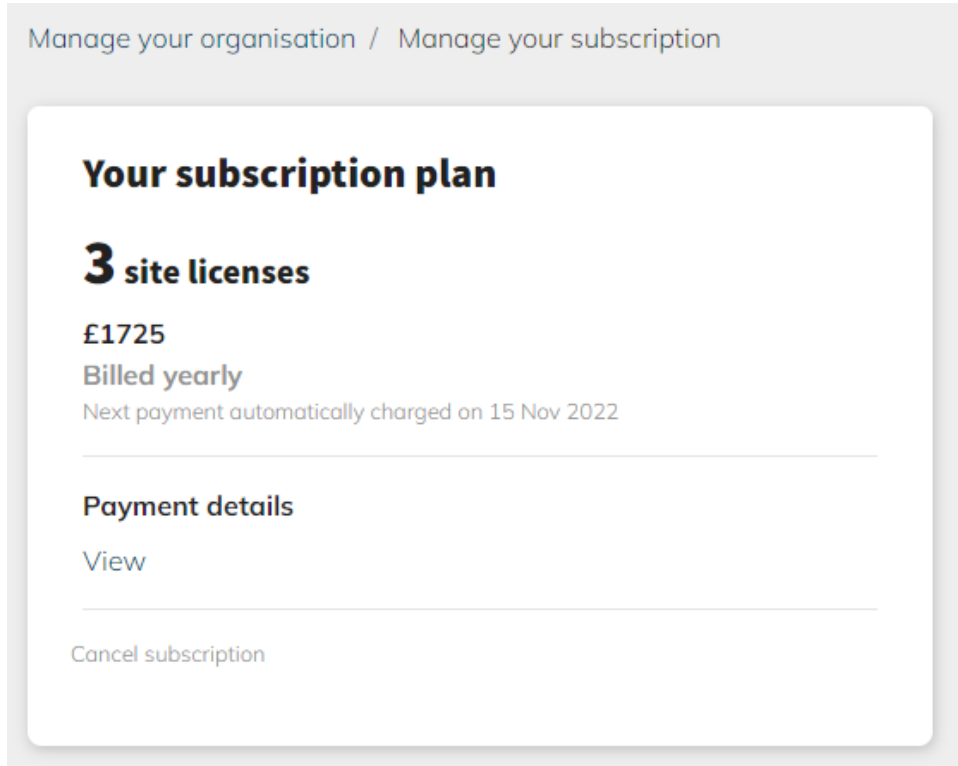 Manage your organisation / Manage your subscription
Your subscription plan
3 site licenses
£1725
Billed yearly
Next payment automatically charged on 15 Nov 2022
Payment details
View
Cancel subscription